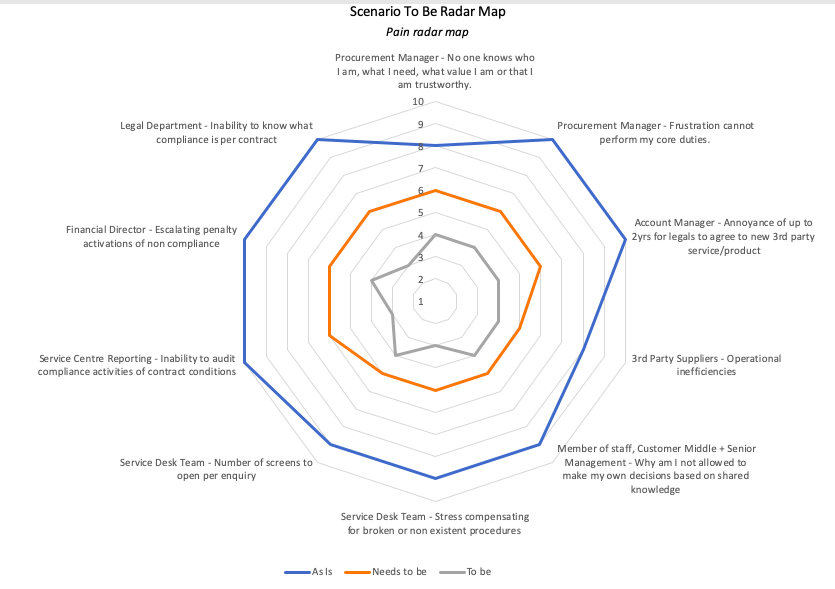 Scenario To Be Radar Map
Pain radar map
Procurement Manager - No one knows who
I am, what I need, what value I am or that I
am trustworthy.
Procurement Manager - Frustration cannot
perform my core duties.
Account Manager - Annoyance of up to
2yrs for legals to agree to new 3rd party
service/product
3rd Party Suppliers - Operational
inefficiencies
Member of staff, Customer Middle + Senior
Management - Why am I not allowed to
make my own decisions based on shared
knowledge
Service Desk Team - Stress compensating
for broken or non existent procedures
Service Desk Team - Number of screens to
open per enquiry
Service Centre Reporting - Inability to audit
compliance activities of contract conditions
Financial Director - Escalating penalty
activations of non compliance
Legal Department - Inability to know what
compliance is per contract
10
9
8
7
6
5
4
3
2
1
As Is
Needs to be
To be